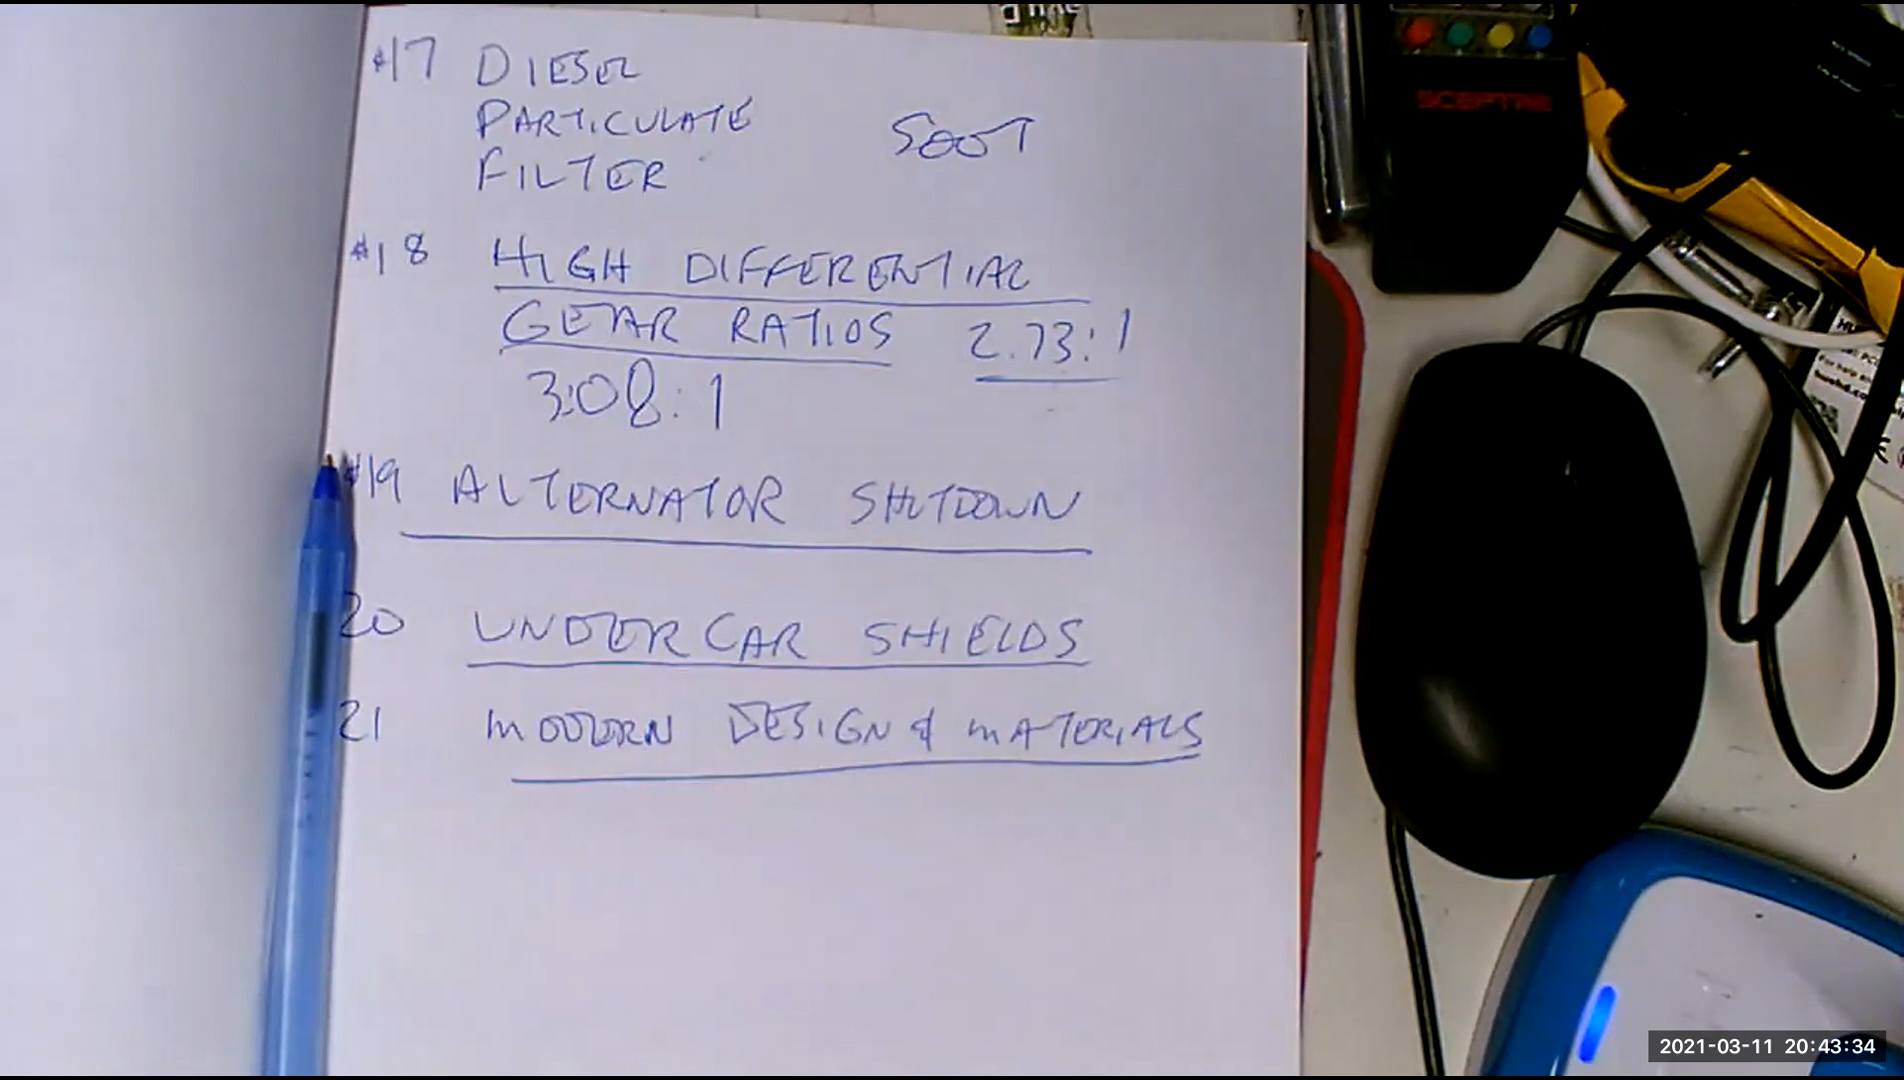 #17 DIESEL
PARTICULATE SOOT
FILTER
#18 HIGH DIFFERENTIAL
GEAR RATIOS 2.73:1
3:08:1
#19 ALTERNATOR SHUTDOWN
20 UNDERCAR SHIELDS
21 MODERN DESIGN & MATERIALS
SCEPTRE
2021-03-11 20:43:34